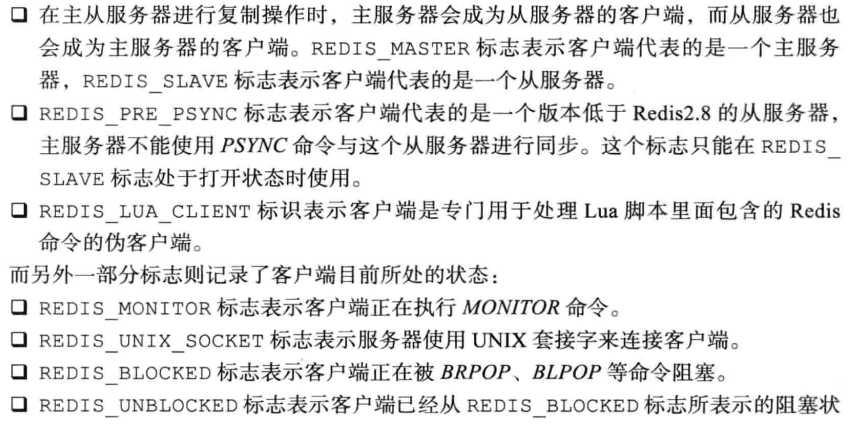 ❑ 在主从服务器进行复制操作时，主服务器会成为从服务器的客户端，而从服务器也
会成为主服务器的客户端。REDIS_MASTER 标志表示客户端代表的是一个主服务
器，REDIS_SLAVE 标志表示客户端代表的是一个从服务器。
❑ REDIS_PRE_PSYNC 标志表示客户端代表的是一个版本低于 Redis2.8 的从服务器，
主服务器不能使用 PSYNC 命令与这个从服务器进行同步。这个标志只能在 REDIS_
SLAVE 标志处于打开状态时使用。
❑ REDIS_LUA_CLIENT 标识表示客户端是专门用于处理 Lua 脚本里面包含的 Redis
命令的伪客户端。
而另外一部分标志则记录了客户端目前所处的状态：
❑ REDIS_MONITOR 标志表示客户端正在执行 MONITOR 命令。
❑ REDIS_UNIX_SOCKET 标志表示服务器使用 UNIX 套接字来连接客户端。
❑ REDIS_BLOCKED 标志表示客户端正在被 BRPOP、BLPOP 等命令阻塞。
❑ REDIS_UNBLOCKED 标志表示客户端已经从 REDIS_BLOCKED 标志所表示的阻塞状